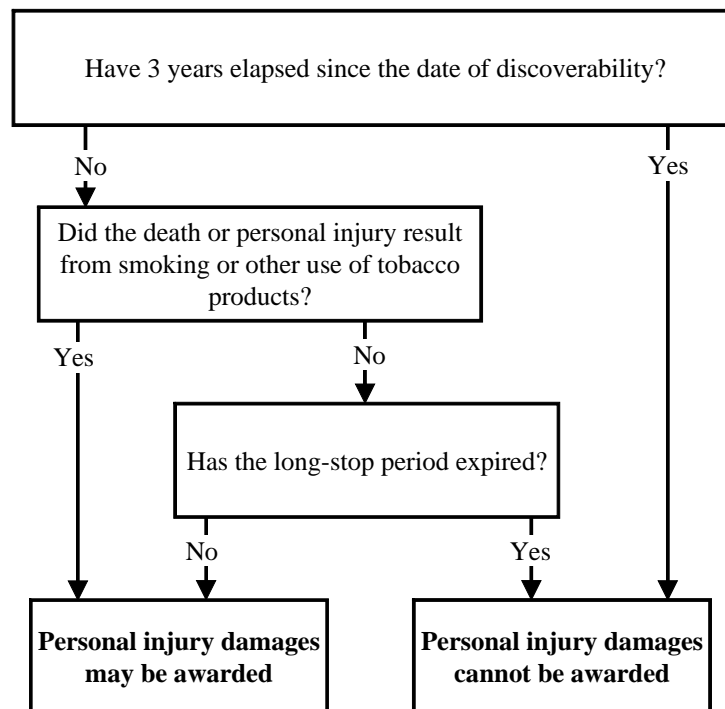 Have 3 years elapsed since the date of discoverability?
No
Yes
Did the death or personal injury result
from smoking or other use of tobacco
products?
Yes
No
Has the long-stop period expired?
No
Yes
Personal injury damages
may be awarded
Personal injury damages
cannot be awarded